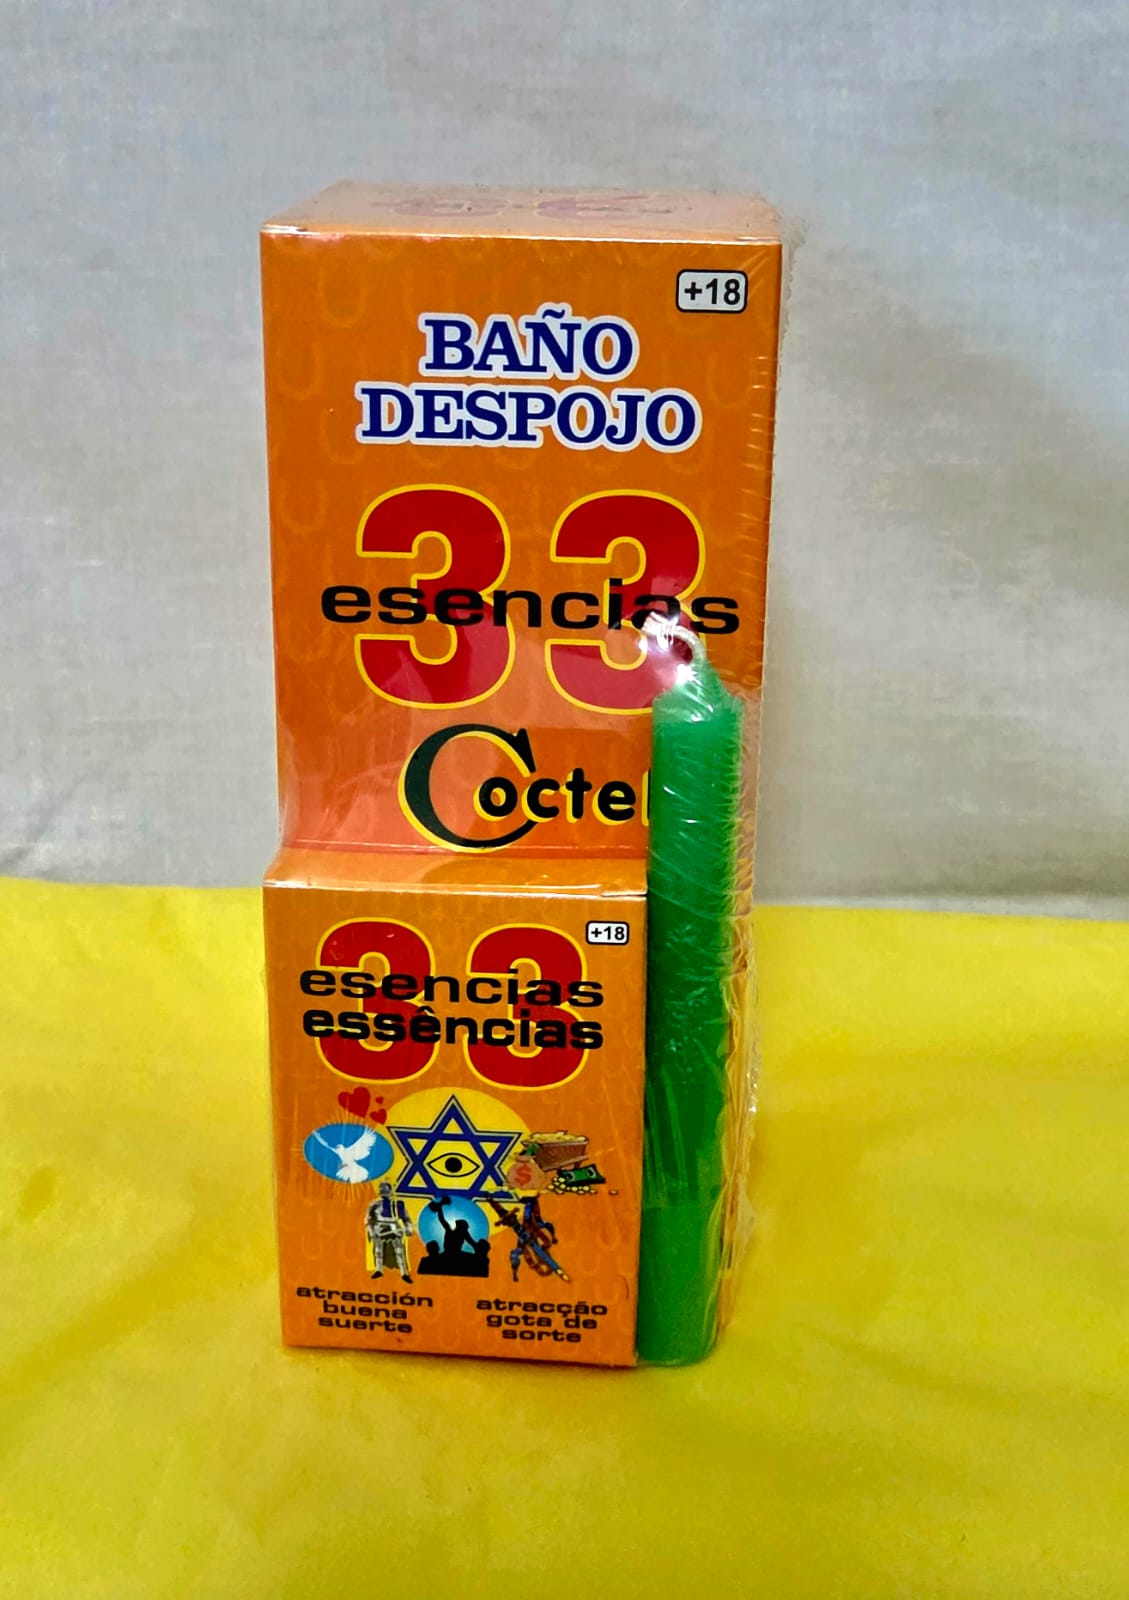 +18
BAÑO
DESPOJO
33
esencias
Coctel
33
+18
esencias
essências
$
atracción
buena
suerte
atracção
gota de
sorte